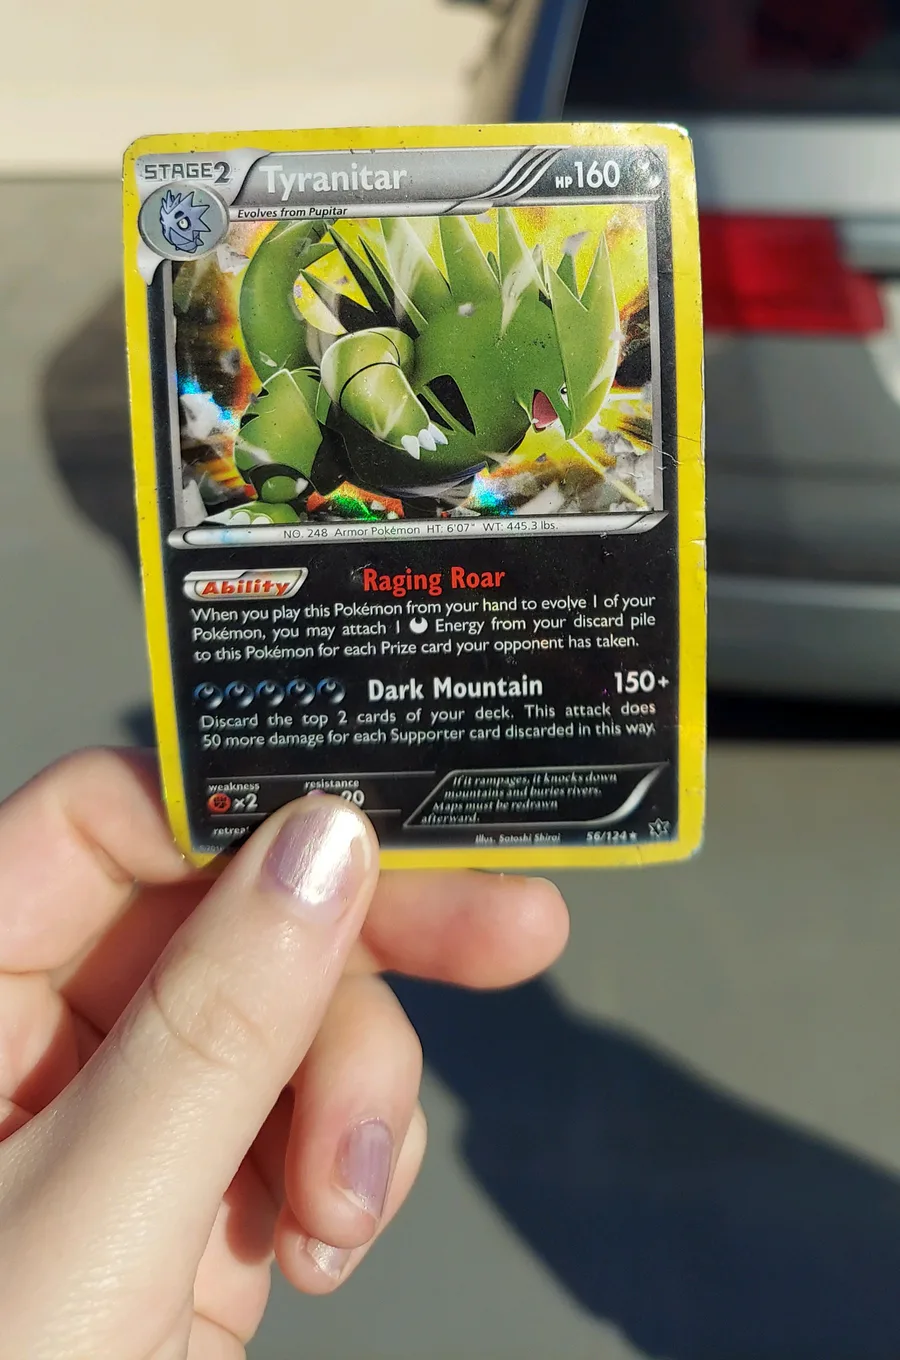 STAGE2 Tyranitar HP160
Evolves from Pupitar
NO. 248 Armor Pokémon HT: 6'07" WT: 445.3 lbs.
Ability Raging Roar
When you play this Pokémon from your hand to evolve 1 of your
Pokémon, you may attach 1 Energy from your discard pile
to this Pokémon for each Prize card your opponent has taken.
Dark Mountain 150+
Discard the top 2 cards of your deck. This attack does
50 more damage for each Supporter card discarded in this way.
weakness resistance
×2 20
If it rampages, it knocks down
mountains and buries rivers.
Maps must be redrawn
afterward.
retreat
Illus. Satoshi Shirai 56/124 ★